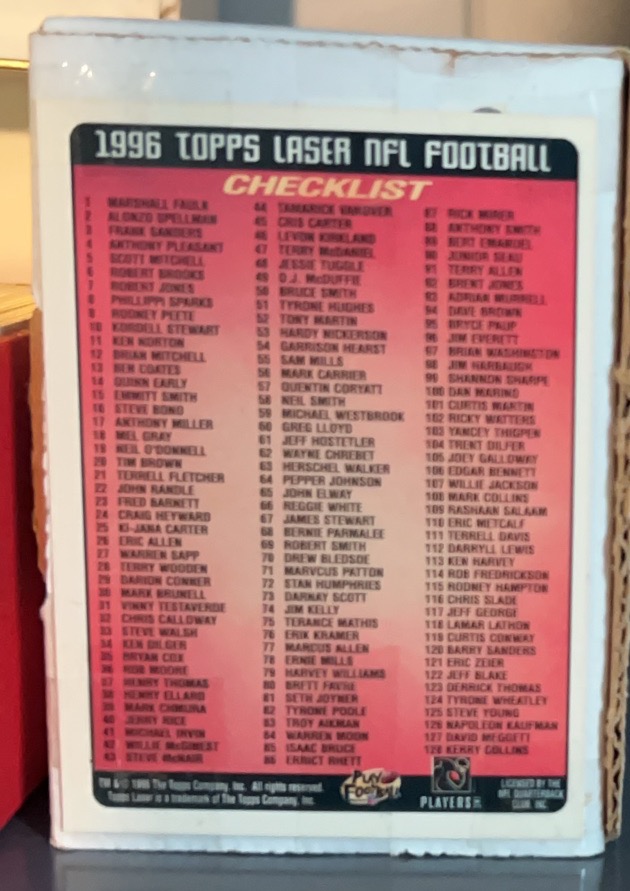 1996 TOPPS LASER NFL FOOTBALL
CHECKLIST
1 MARSHALL FAULK
2 ALONZO SPELLMAN
3 FRANK SANDERS
4 ANTHONY PLEASANT
5 SCOTT MITCHELL
6 ROBERT BROOKS
7 ROBERT JONES
8 PHILLIPPI SPARKS
9 RODNEY PEETE
10 KORDELL STEWART
11 KEN NORTON
12 BRIAN MITCHELL
13 BEN COATES
14 QUINN EARLY
15 EMMITT SMITH
16 STEVE BONO
17 ANTHONY MILLER
18 MEL GRAY
19 NEIL O'DONNELL
20 TIM BROWN
21 TERRELL FLETCHER
22 JOHN RANDLE
23 FRED BARNETT
24 CRAIG HEYWARD
25 KI-JANA CARTER
26 ERIC ALLEN
27 WARREN SAPP
28 TERRY WOODEN
29 DARION CONNER
30 MARK BRUNELL
31 VINNY TESTAVERDE
32 CHRIS CALLOWAY
33 STEVE WALSH
34 KEN DILGER
35 BRYAN COX
36 ROB MOORE
37 HENRY THOMAS
38 HENRY ELLARD
39 MARK CHMURA
40 JERRY RICE
41 MICHAEL IRVIN
42 WILLIE McGINEST
43 STEVE McNAIR
44 TAMARICK VANOVER
45 CRIS CARTER
46 LEVON KIRKLAND
47 TERRY McDANIEL
48 JESSIE TUGGLE
49 O.J. McDUFFIE
50 BRUCE SMITH
51 TYRONE HUGHES
52 TONY MARTIN
53 HARDY NICKERSON
54 GARRISON HEARST
55 SAM MILLS
56 MARK CARRIER
57 QUENTIN CORYATT
58 NEIL SMITH
59 MICHAEL WESTBROOK
60 GREG LLOYD
61 JEFF HOSTETLER
62 WAYNE CHREBET
63 HERSCHEL WALKER
64 PEPPER JOHNSON
65 JOHN ELWAY
66 REGGIE WHITE
67 JAMES STEWART
68 BERNIE PARMALEE
69 ROBERT SMITH
70 DREW BLEDSOE
71 MARVCUS PATTON
72 STAN HUMPHRIES
73 DARNAY SCOTT
74 JIM KELLY
75 TERANCE MATHIS
76 ERIK KRAMER
77 MARCUS ALLEN
78 ERNIE MILLS
79 HARVEY WILLIAMS
80 BRETT FAVRE
81 SETH JOYNER
82 TYRONE POOLE
83 TROY AIKMAN
84 WARREN MOON
85 ISAAC BRUCE
86 ERRICT RHETT
87 RICK MIRER
88 ANTHONY SMITH
89 BERT EMANUEL
90 JUNIOR SEAU
91 TERRY ALLEN
92 BRENT JONES
93 ADRIAN MURRELL
94 DAVE BROWN
95 BRYCE PAUP
96 JIM EVERETT
97 BRIAN WASHINGTON
98 JIM HARBAUGH
99 SHANNON SHARPE
100 DAN MARINO
101 CURTIS MARTIN
102 RICKY WATTERS
103 YANCEY THIGPEN
104 TRENT DILFER
105 JOEY GALLOWAY
106 EDGAR BENNETT
107 WILLIE JACKSON
108 MARK COLLINS
109 RASHAAN SALAAM
110 ERIC METCALF
111 TERRELL DAVIS
112 DARRYLL LEWIS
113 KEN HARVEY
114 ROB FREDRICKSON
115 RODNEY HAMPTON
116 CHRIS SLADE
117 JEFF GEORGE
118 LAMAR LATHON
119 CURTIS CONWAY
120 BARRY SANDERS
121 ERIC ZEIER
122 JEFF BLAKE
123 DERRICK THOMAS
124 TYRONE WHEATLEY
125 STEVE YOUNG
126 NAPOLEON KAUFMAN
127 DAVID MEGGETT
128 KERRY COLLINS
TM & © 1996 The Topps Company, Inc. All rights reserved.
Topps Laser is a trademark of The Topps Company, Inc.
PLAY
FOOTBALL
PLAYERS INC
LICENSED BY THE
NFL QUARTERBACK
CLUB, INC.